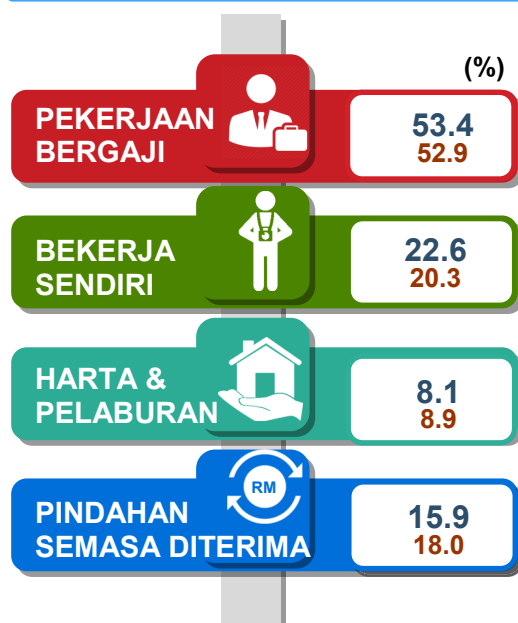 (%)
PEKERJAAN
BERGAJI
53.4
52.9
BEKERJA
SENDIRI
22.6
20.3
HARTA &
PELABURAN
8.1
8.9
RM
PINDAHAN
SEMASA DITERIMA
15.9
18.0